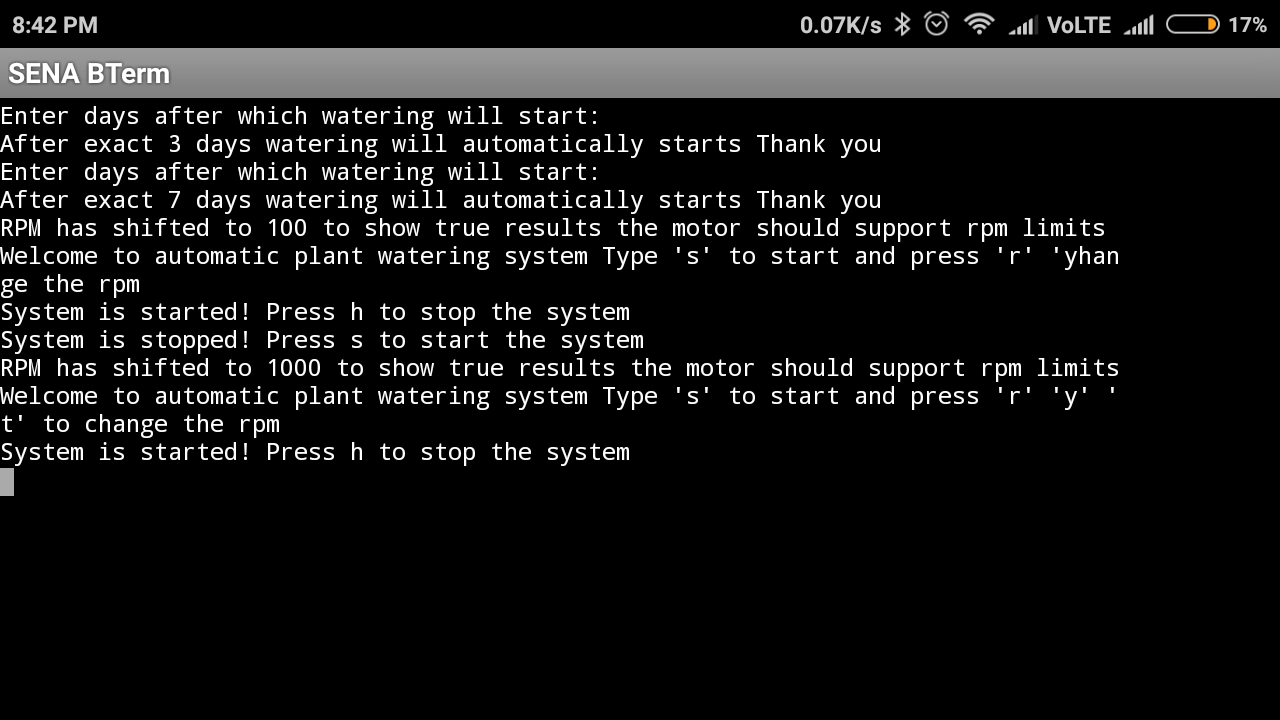 8:42 PM 0.07K/s VoLTE 17%
SENA BTerm
Enter days after which watering will start:
After exact 3 days watering will automatically starts Thank you
Enter days after which watering will start:
After exact 7 days watering will automatically starts Thank you
RPM has shifted to 100 to show true results the motor should support rpm limits
Welcome to automatic plant watering system Type 's' to start and press 'r' 'yhan
ge the rpm
System is started! Press h to stop the system
System is stopped! Press s to start the system
RPM has shifted to 1000 to show true results the motor should support rpm limits
Welcome to automatic plant watering system Type 's' to start and press 'r' 'y' '
t' to change the rpm
System is started! Press h to stop the system